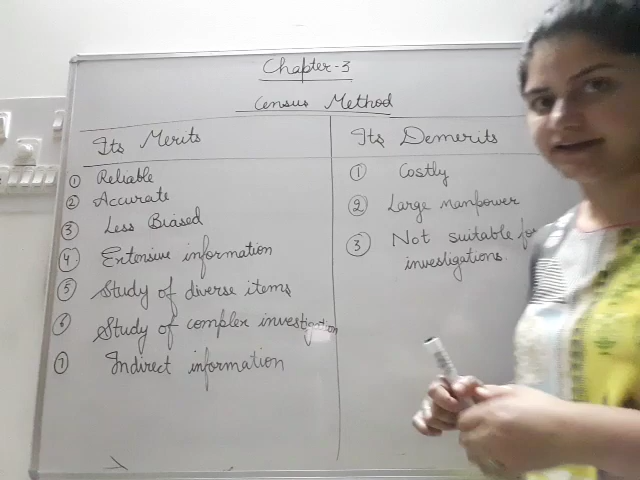 Chapter-3
Census Method
Its Merits
① Reliable
② Accurate
③ Less Biased
④ Extensive information
⑤ Study of diverse items
⑥ Study of complex investigation
⑦ Indirect information
Its Demerits
① Costly
② Large manpower
③ Not suitable for
investigations.